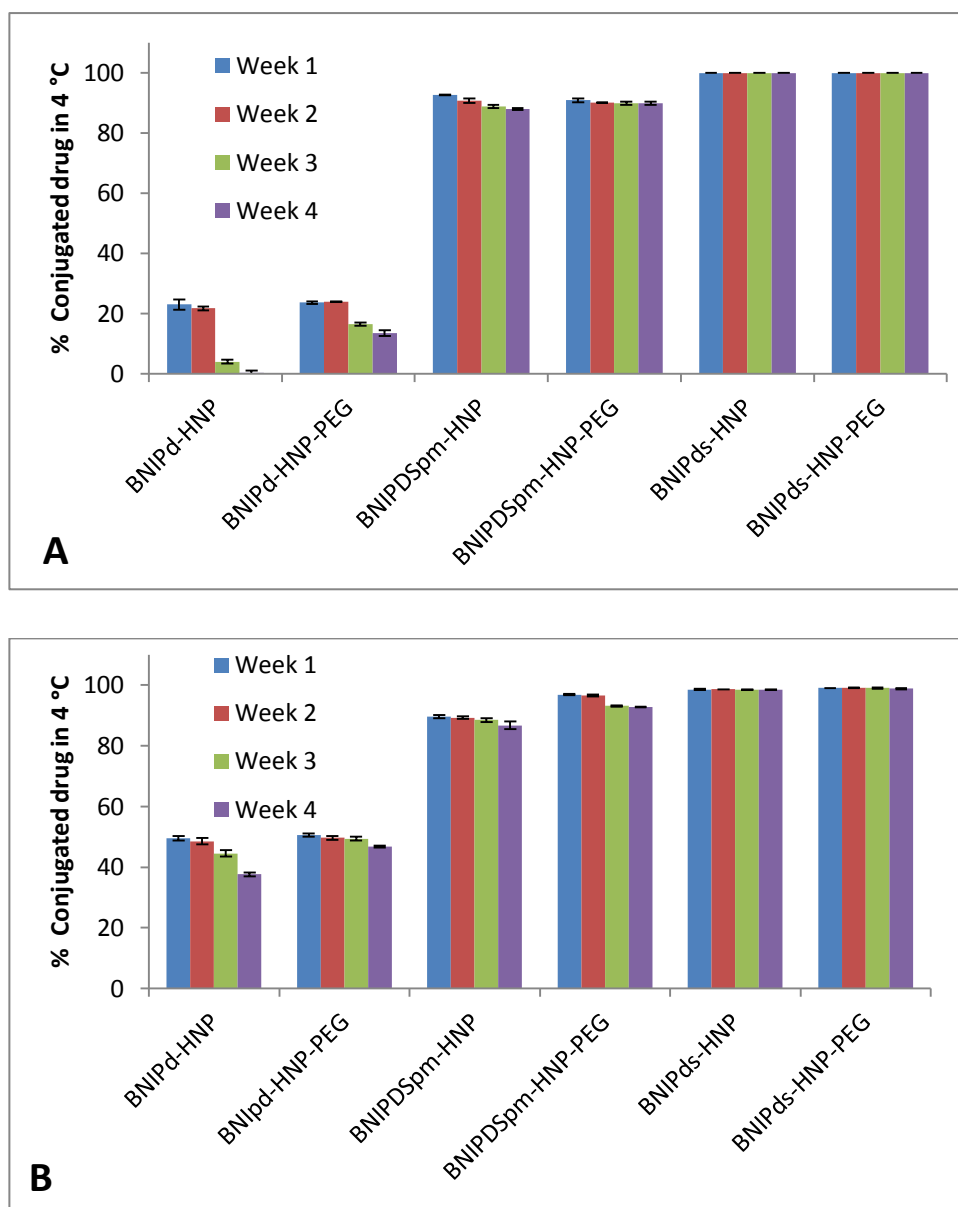 % Conjugated drug in 4 °C
100
80
60
40
20
0
Week 1
Week 2
Week 3
Week 4
BNIPd-HNP
BNIPd-HNP-PEG
BNIPDSpm-HNP
BNIPDSpm-HNP-PEG
BNIPds-HNP
BNIPds-HNP-PEG
A
% Conjugated drug in 4 °C
100
80
60
40
20
0
Week 1
Week 2
Week 3
Week 4
BNIPd-HNP
BNIpd-HNP-PEG
BNIPDSpm-HNP
BNIPDSpm-HNP-PEG
BNIPds-HNP
BNIPds-HNP-PEG
B